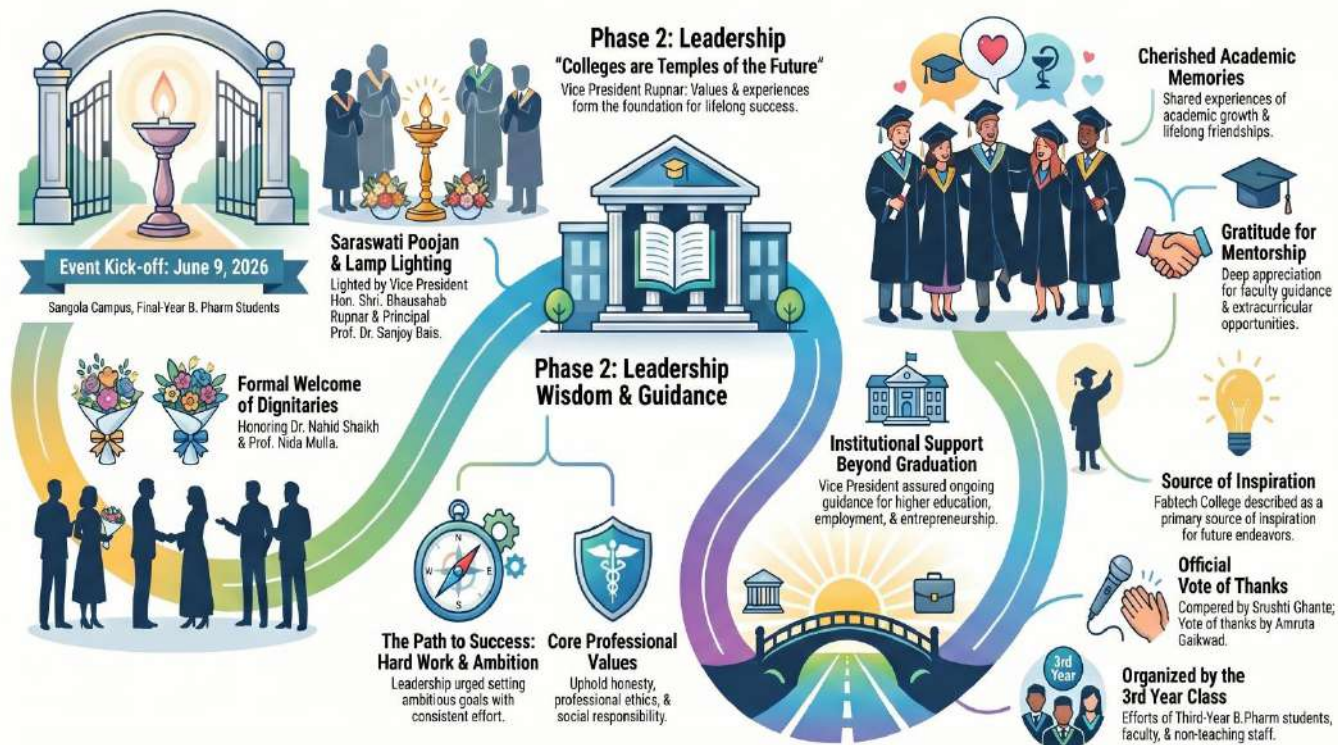 Event Kick-off: June 9, 2026
Sangola Campus, Final-Year B. Pharm Students
Saraswati Poojan
& Lamp Lighting
Lighted by Vice President
Hon. Shri. Bhausahab
Rupnar & Principal
Prof. Dr. Sanjoy Bais.
Formal Welcome
of Dignitaries
Honoring Dr. Nahid Shaikh
& Prof. Nida Mulla.
Phase 2: Leadership
"Colleges are Temples of the Future"
Vice President Rupnar: Values & experiences
form the foundation for lifelong success.
Phase 2: Leadership
Wisdom & Guidance
N
W
E
S
The Path to Success:
Hard Work & Ambition
Leadership urged setting
ambitious goals with
consistent effort.
Core Professional
Values
Uphold honesty,
professional ethics, &
social responsibility.
Institutional Support
Beyond Graduation
Vice President assured ongoing
guidance for higher education,
employment, & entrepreneurship.
Cherished Academic
Memories
Shared experiences of
academic growth &
lifelong friendships.
Gratitude for
Mentorship
Deep appreciation
for faculty guidance
& extracurricular
opportunities.
Source of Inspiration
Fabtech College described as a
primary source of inspiration
for future endeavors.
Official
Vote of Thanks
Compered by Srushti Ghante;
Vote of thanks by Amruta
Gaikwad.
3rd
Year
Organized by the
3rd Year Class
Efforts of Third-Year B.Pharm students,
faculty, & non-teaching staff.